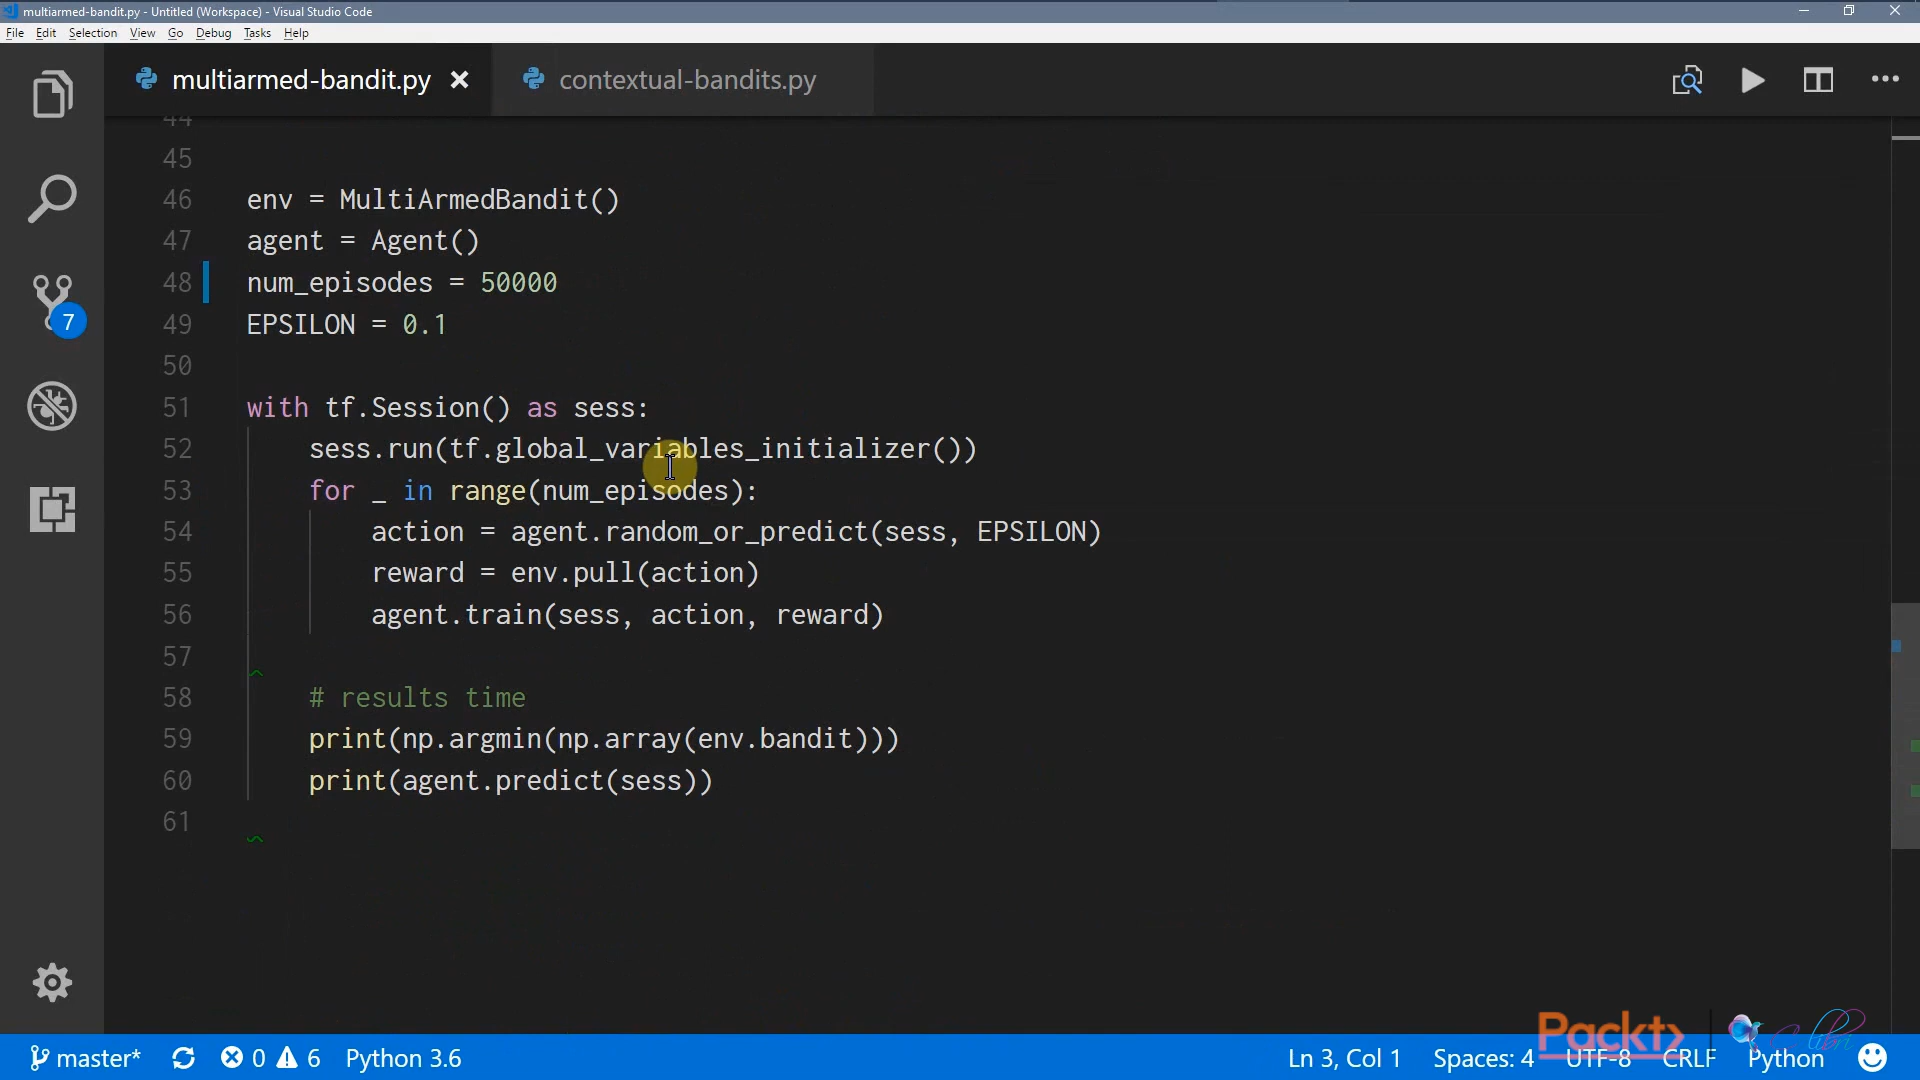 multiarmed-bandit.py - Untitled (Workspace) - Visual Studio Code
File Edit Selection View Go Debug Tasks Help
multiarmed-bandit.py contextual-bandits.py
44
45
46 env = MultiArmedBandit()
47 agent = Agent()
48 num_episodes = 50000
49 EPSILON = 0.1
50
51 with tf.Session() as sess:
52 sess.run(tf.global_variables_initializer())
53 for _ in range(num_episodes):
54 action = agent.random_or_predict(sess, EPSILON)
55 reward = env.pull(action)
56 agent.train(sess, action, reward)
57
58 # results time
59 print(np.argmin(np.array(env.bandit)))
60 print(agent.predict(sess))
61
7
Packt>
master* 0 6 Python 3.6 Ln 3, Col 1 Spaces: 4 UTF-8 CRLF Python